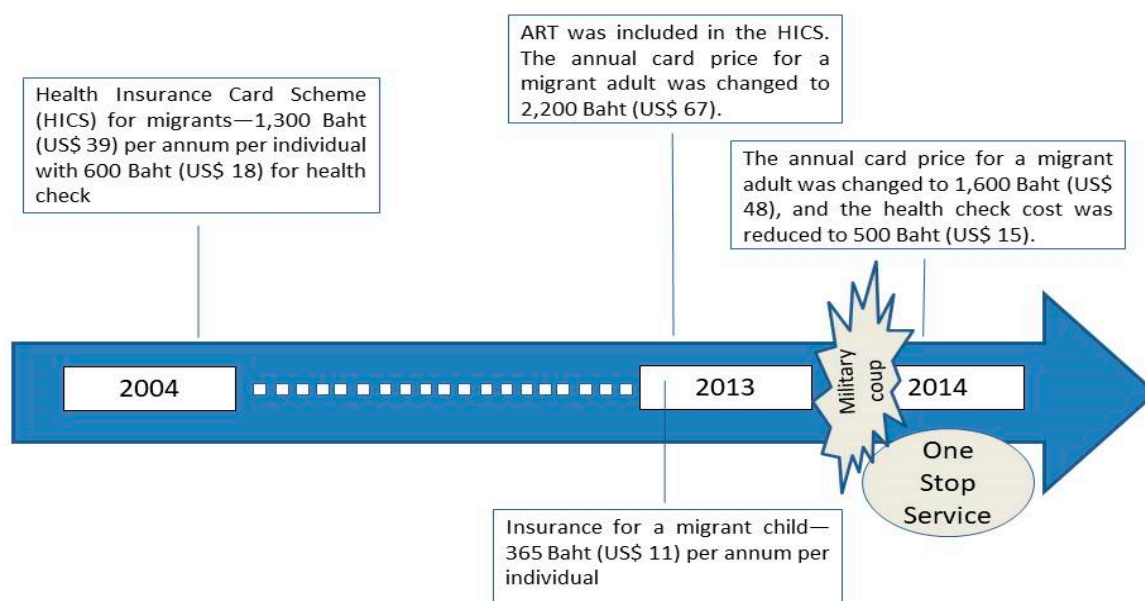 ART was included in the HICS.
The annual card price for a
migrant adult was changed to
2,200 Baht (US$ 67).
Health Insurance Card Scheme
(HICS) for migrants—1,300 Baht
(US$ 39) per annum per individual
with 600 Baht (US$ 18) for health
check
The annual card price for a migrant
adult was changed to 1,600 Baht (US$
48), and the health check cost was
reduced to 500 Baht (US$ 15).
2004
2013
Military
coup
2014
One
Stop
Service
Insurance for a migrant child—
365 Baht (US$ 11) per annum per
individual